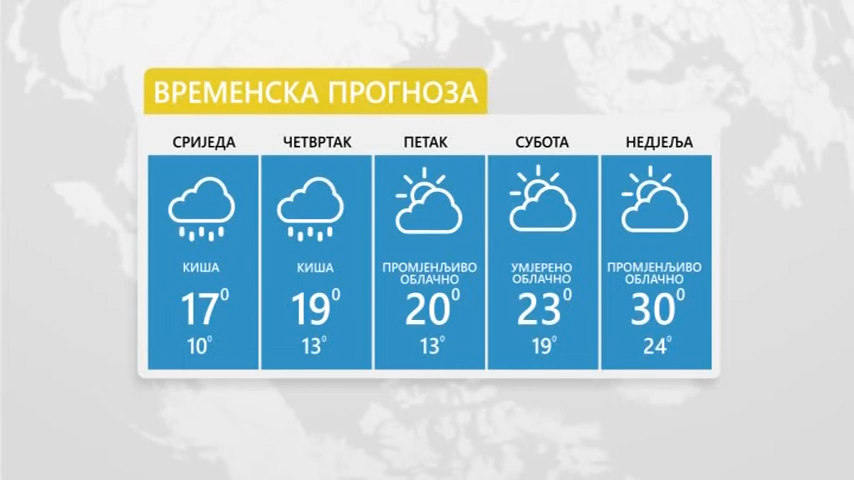 ВРЕМЕНСКА ПРОГНОЗА
СРИЈЕДА
КИША
17⁰
10⁰
ЧЕТВРТАК
КИША
19⁰
13⁰
ПЕТАК
ПРОМЈЕНЉИВО
ОБЛАЧНО
20⁰
13⁰
СУБОТА
УМЈЕРЕНО
ОБЛАЧНО
23⁰
19⁰
НЕДЈЕЉА
ПРОМЈЕНЉИВО
ОБЛАЧНО
30⁰
24⁰